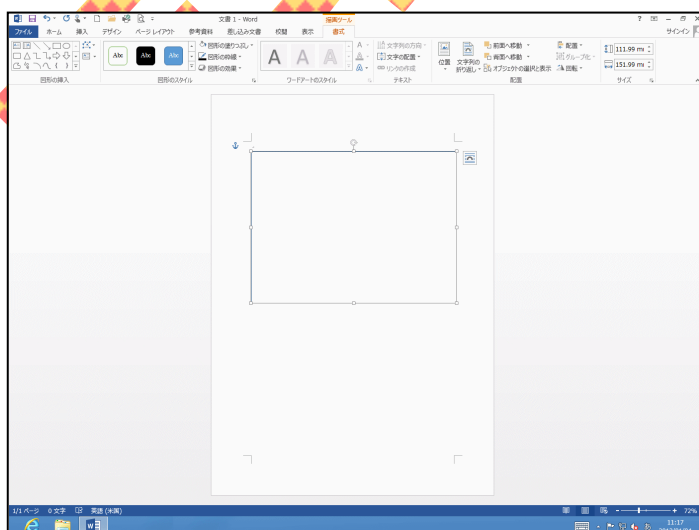 文書 1 - Word
描画ツール
サインイン
ファイル ホーム 挿入 デザイン ページ レイアウト 参考資料 差し込み文書 校閲 表示 書式
Abc Abc Abc
図形の塗りつぶし
図形の枠線
図形の効果
A A A
A
文字列の方向
文字の配置
リンクの作成
位置
文字列の
折り返し
前面へ移動
背面へ移動
オブジェクトの選択と表示
配置
グループ化
回転
111.99 mi
151.99 mi
図形の挿入 図形のスタイル ワードアートのスタイル テキスト 配置 サイズ
1/1 ページ 0 文字 英語 (米国)
72%
11:17